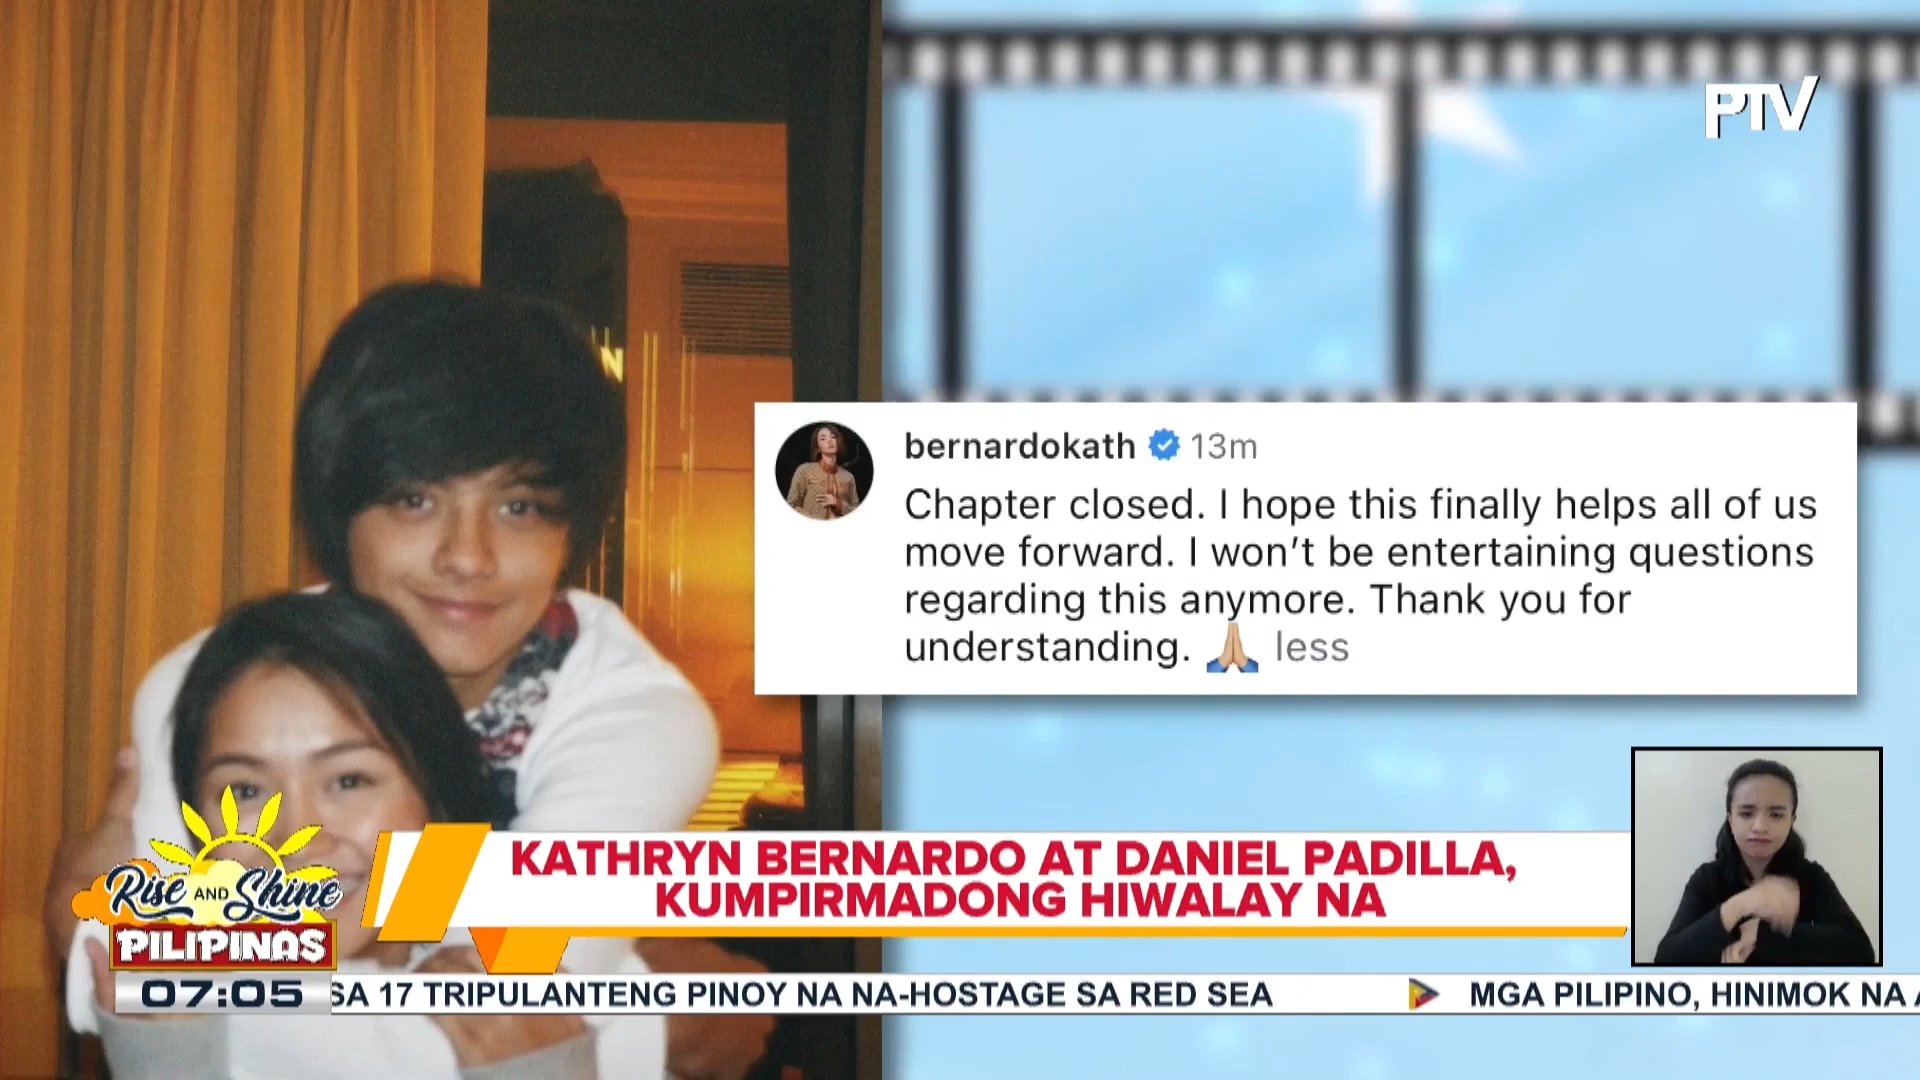 PTV
bernardokath 13m
Chapter closed. I hope this finally helps all of us
move forward. I won't be entertaining questions
regarding this anymore. Thank you for
understanding. 🙏🏼 less
N
KATHRYN BERNARDO AT DANIEL PADILLA,
KUMPIRMADONG HIWALAY NA
Rise AND Shine
PILIPINAS
07:05 SA 17 TRIPULANTENG PINOY NA NA-HOSTAGE SA RED SEA MGA PILIPINO, HINIMOK NA A